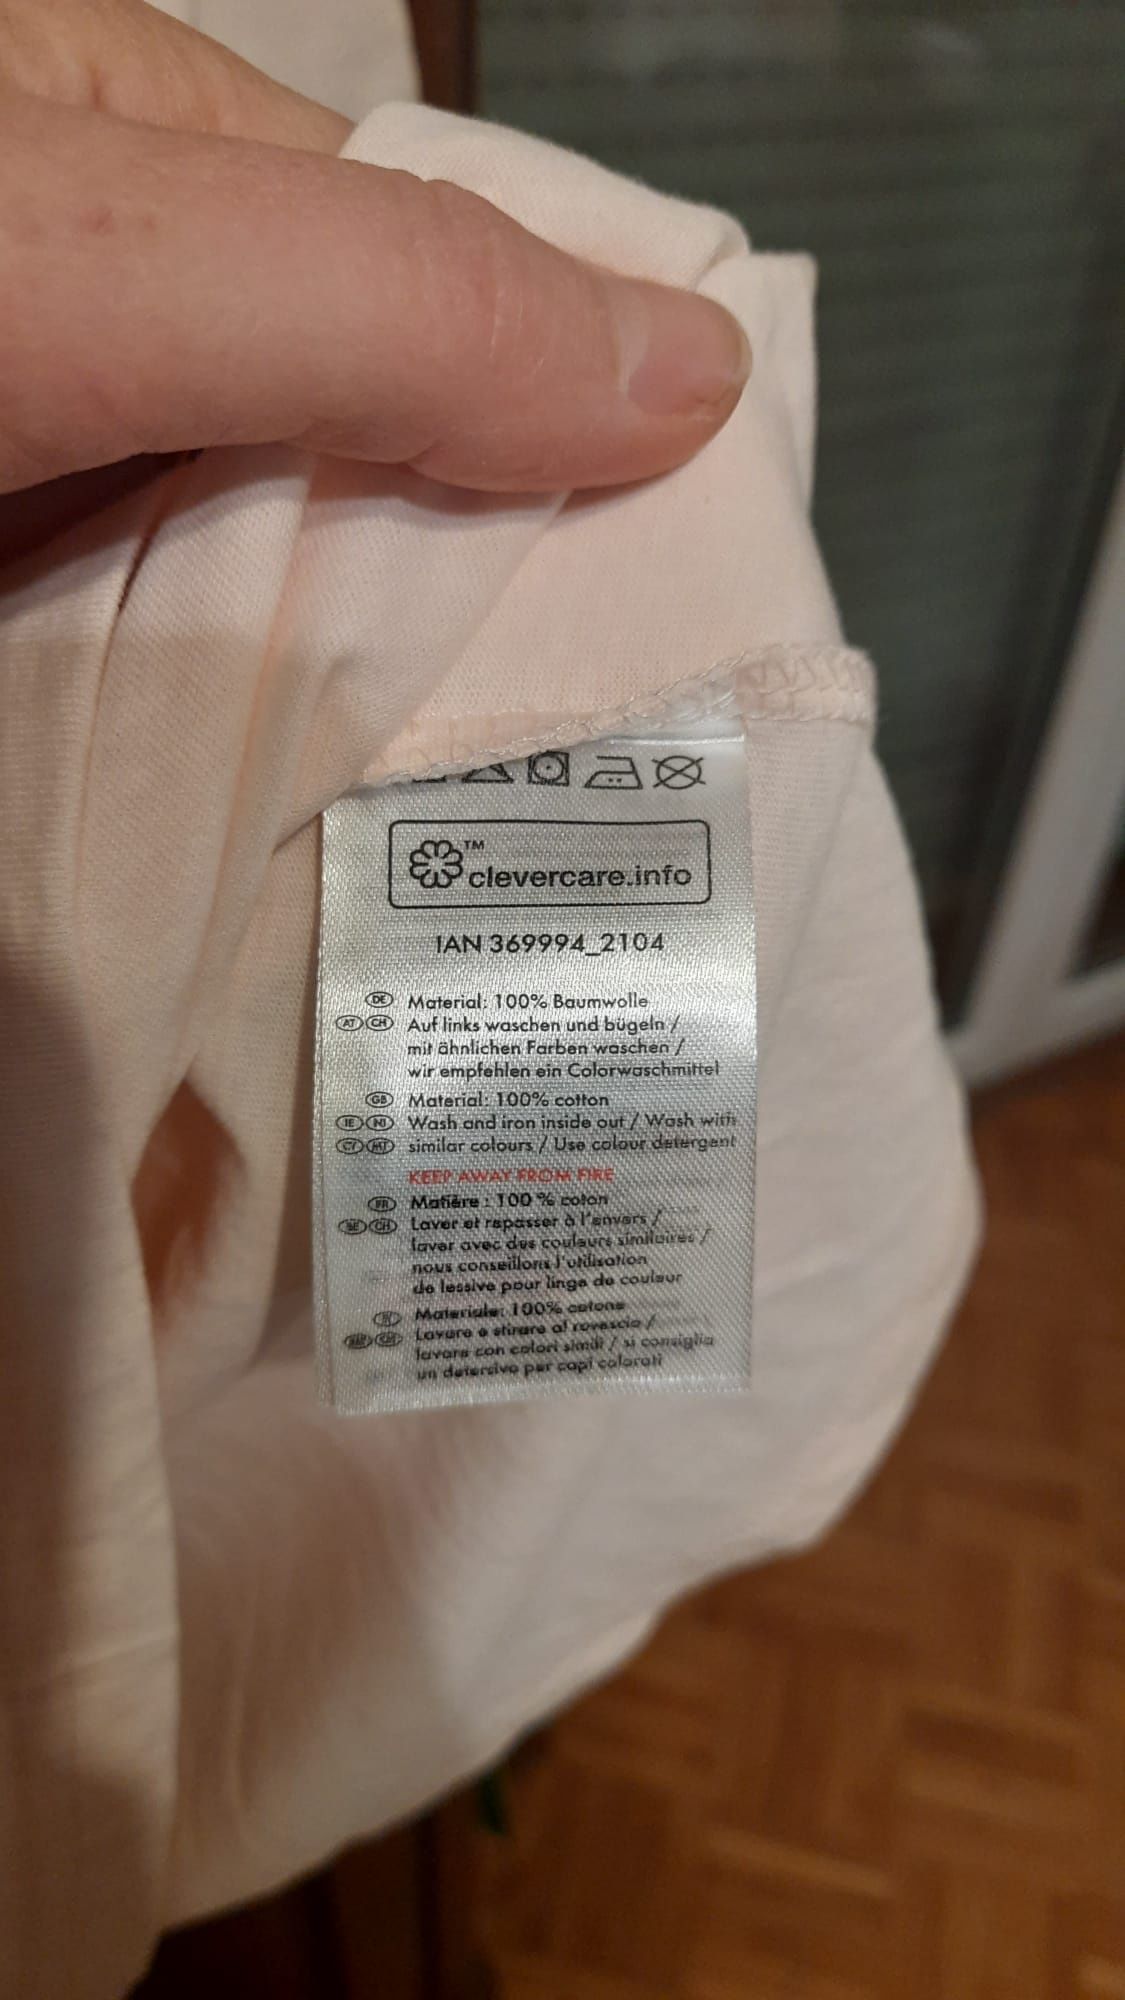 TM
clevercare.info
IAN 369994_2104
DE Material: 100% Baumwolle
AT CH Auf links waschen und bügeln /
mit ähnlichen Farben waschen /
wir empfehlen ein Colorwaschmittel
GB Material: 100% cotton
IE NI Wash and iron inside out / Wash with
CY MT similar colours / Use colour detergent
KEEP AWAY FROM FIRE
FR Matière : 100 % coton
BE CH Laver et repasser à l'envers /
laver avec des couleurs similaires /
nous conseillons l'utilisation
de lessive pour linge de couleur
Materiale: 100% cotone
Lavare e stirare al rovescio /
lavare con colori simili / si consiglia
un detersivo per capi colorati